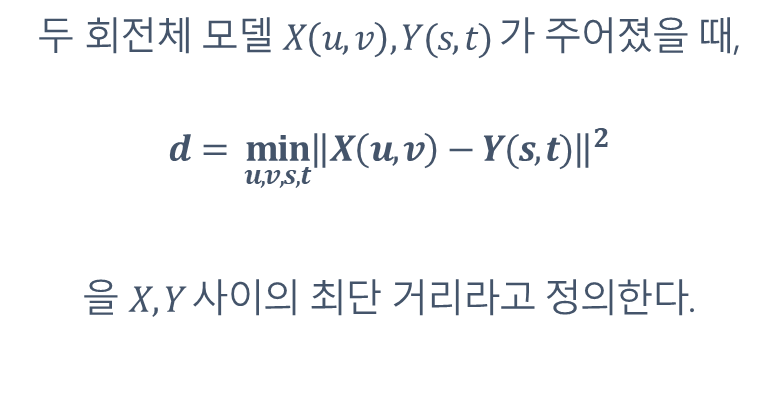 두 회전체 모델 X(u,v),Y(s,t) 가 주어졌을 때,
d = min‖X(u,v) − Y(s,t)‖²
u,v,s,t
을 X,Y 사이의 최단 거리라고 정의한다.